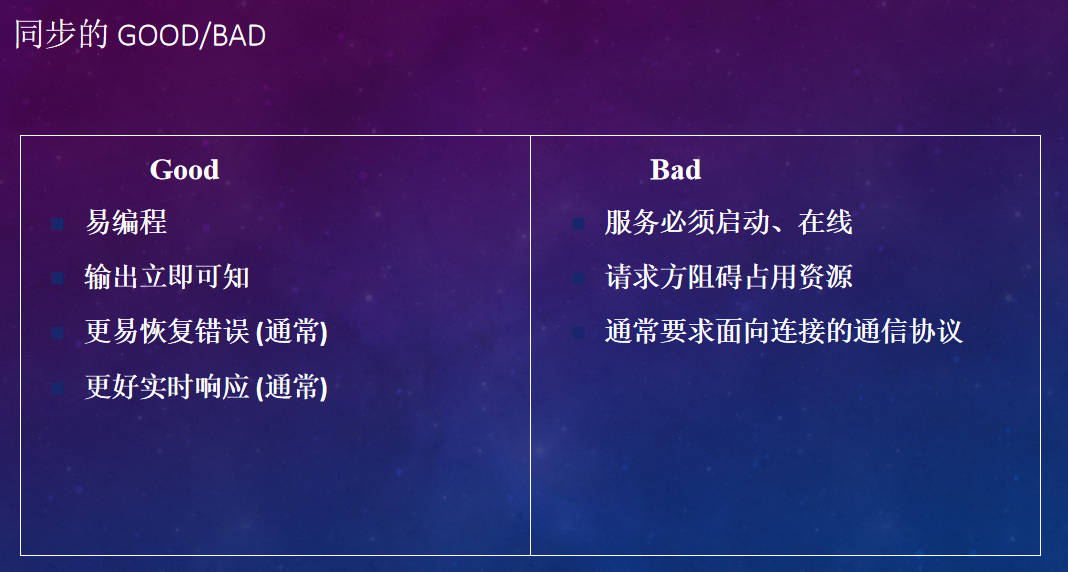 同步的 GOOD/BAD
Good
易编程
输出立即可知
更易恢复错误 (通常)
更好实时响应 (通常)
Bad
服务必须启动、在线
请求方阻碍占用资源
通常要求面向连接的通信协议